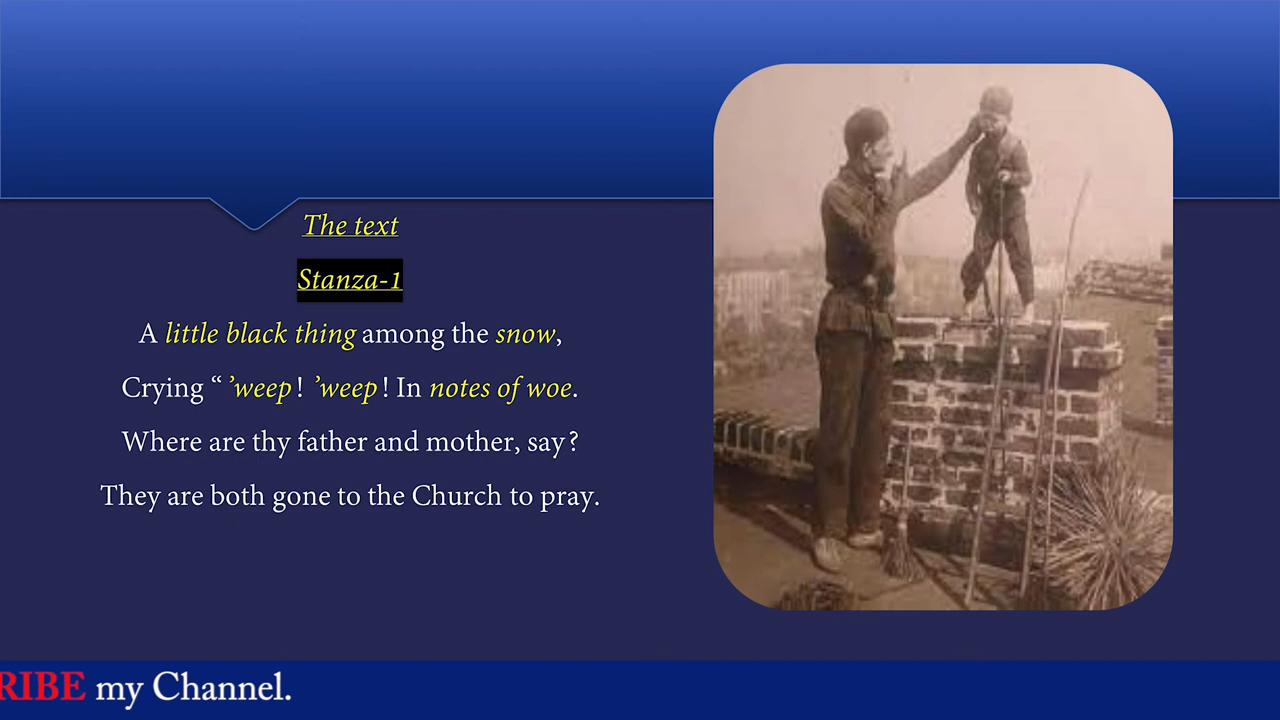 The text
Stanza-1
A little black thing among the snow,
Crying “ ’weep! ’weep! In notes of woe.
Where are thy father and mother, say?
They are both gone to the Church to pray.
RIBE my Channel.